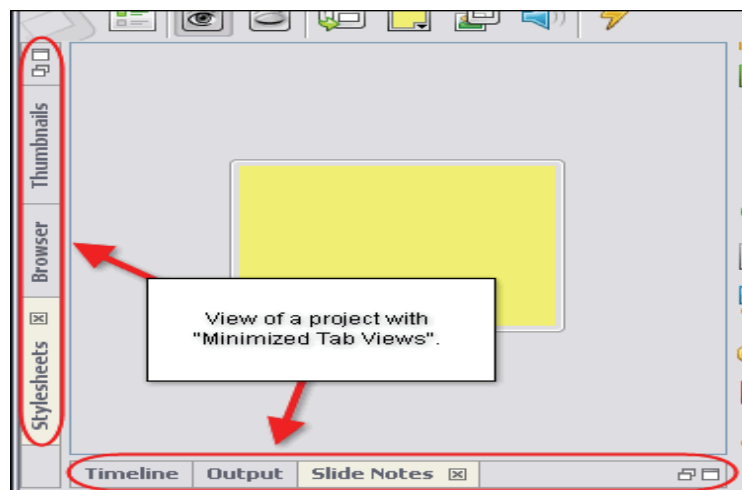 Thumbnails
Browser
Stylesheets
View of a project with
"Minimized Tab Views".
Timeline Output Slide Notes